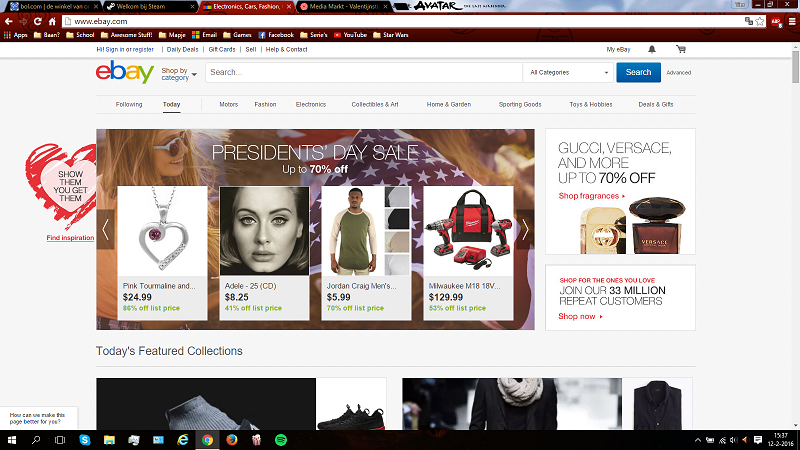 bol.com | de winkel van on
Welkom bij Steam
Electronics, Cars, Fashion,
Media Markt - Valentijnsti
AVATAR
THE LAST AIRBENDER
www.ebay.com
Apps
Baan?
School
Awesome Stuff!
Mapje
Games
Facebook
Serie's
YouTube
Star Wars
Hi! Sign in or register
Daily Deals
Gift Cards
Sell
Help & Contact
My eBay
ebay
Shop by
category
Search...
All Categories
Search
Advanced
Following
Today
Motors
Fashion
Electronics
Collectibles & Art
Home & Garden
Sporting Goods
Toys & Hobbies
Deals & Gifts
SHOW
THEM
YOU GET
THEM
Find inspiration
PRESIDENTS' DAY SALE
Up to 70% off
Pink Tourmaline and...
$24.99
86% off list price
Adele - 25 (CD)
$8.25
41% off list price
Jordan Craig Men's...
$5.99
70% off list price
Milwaukee M18 18V...
$129.99
53% off list price
GUCCI, VERSACE,
AND MORE
UP TO 70% OFF
Shop fragrances
VERSACE
SHOP FOR THE ONES YOU LOVE
JOIN OUR 33 MILLION
REPEAT CUSTOMERS
Shop now
Today's Featured Collections
How can we make this
page better for you?
15:37
12-2-2016